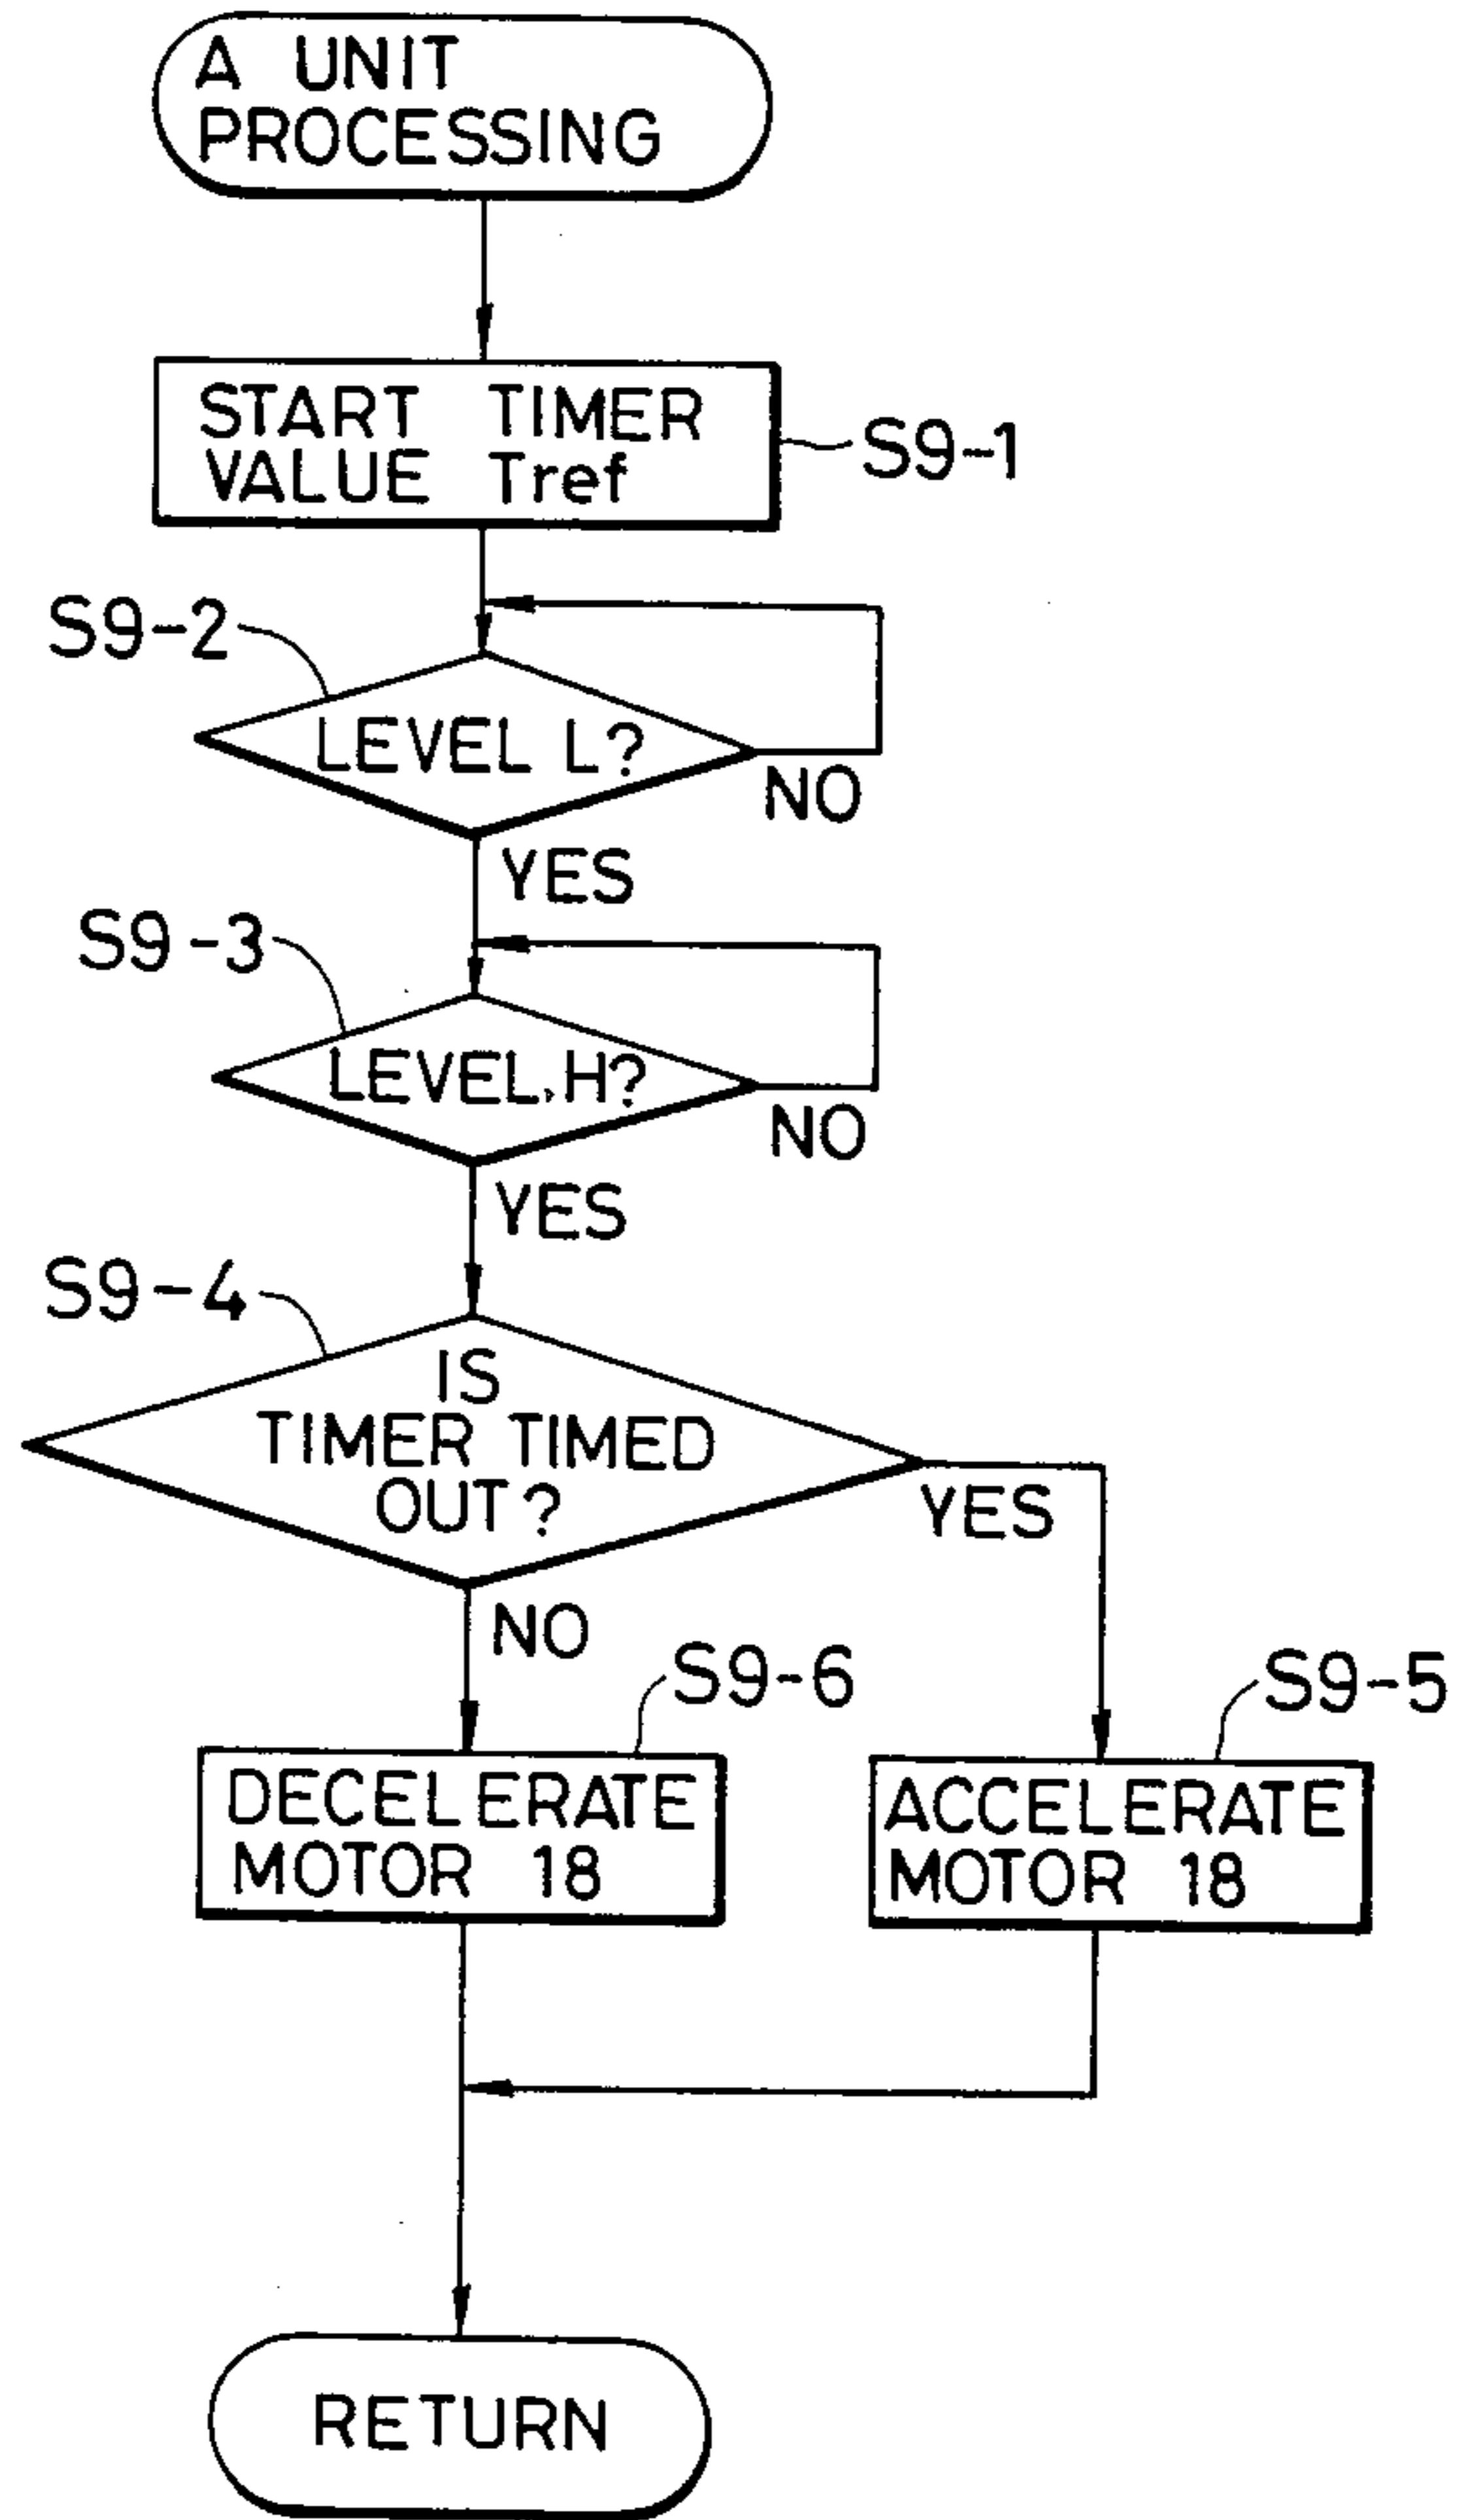 A UNIT
PROCESSING
START TIMER
VALUE Tref
S9-1
S9-2
LEVEL L?
NO
YES
S9-3
LEVEL H?
NO
YES
S9-4
IS
TIMER TIMED
OUT?
YES
NO
S9-6
S9-5
DECELERATE
MOTOR 18
ACCELERATE
MOTOR 18
RETURN